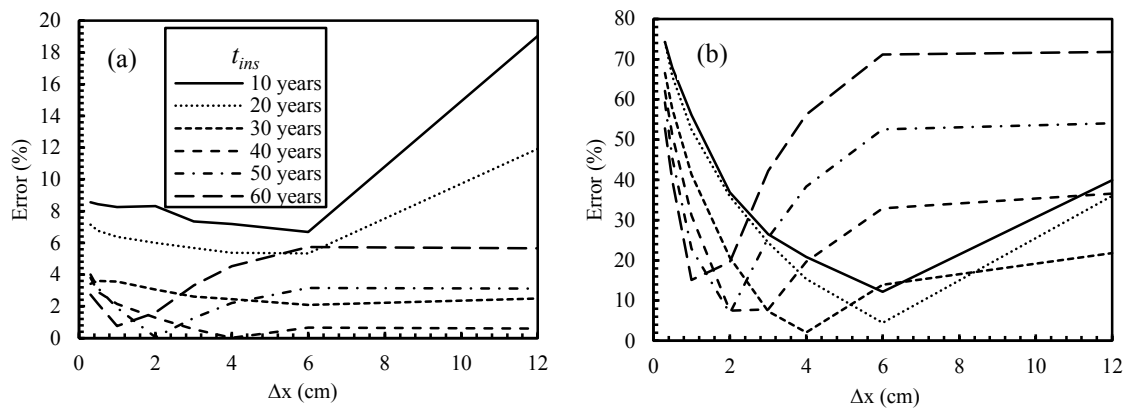 20
18
16
14
12
10
8
6
4
2
0
Error (%)
(a)
t_ins
10 years
20 years
30 years
40 years
50 years
60 years
0 2 4 6 8 10 12
Δx (cm)
80
70
60
50
40
30
20
10
0
Error (%)
(b)
0 2 4 6 8 10 12
Δx (cm)